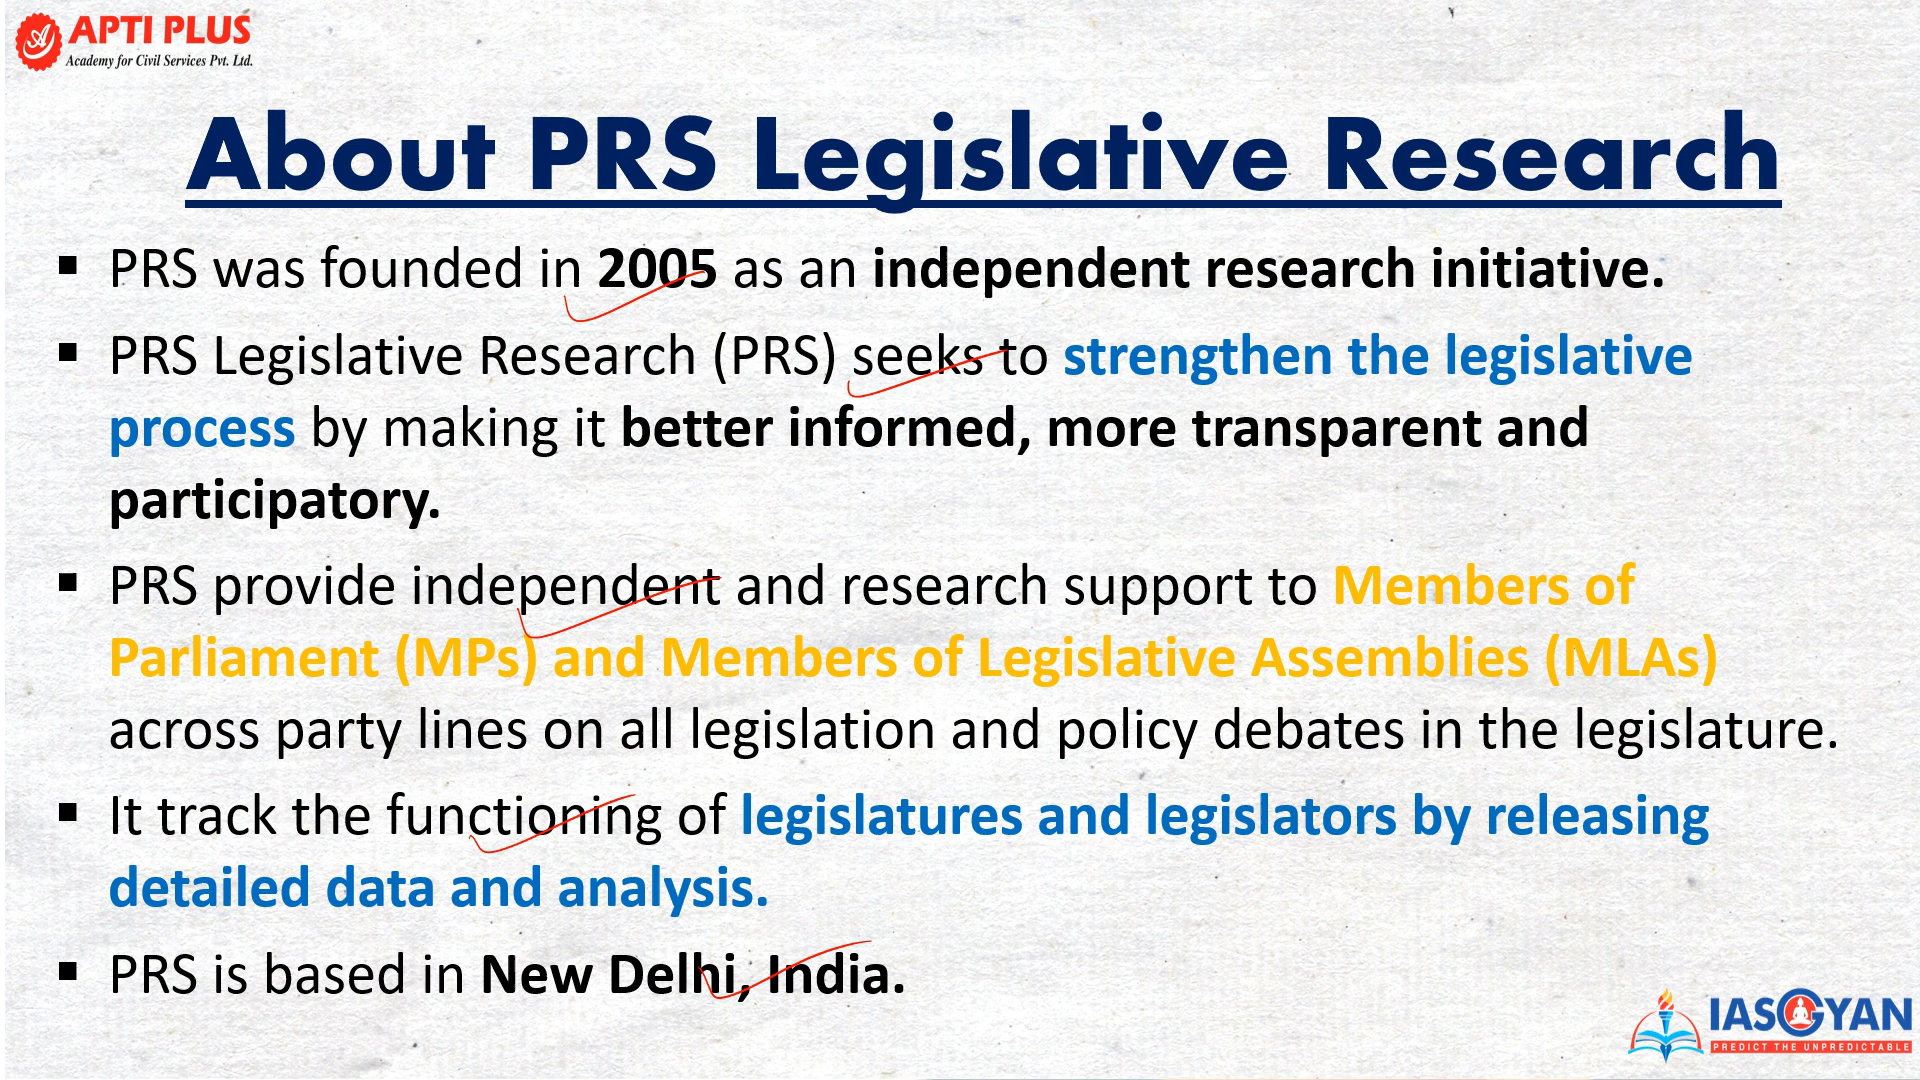 APTI PLUS
Academy for Civil Services Pvt. Ltd.
About PRS Legislative Research
▪ PRS was founded in 2005 as an independent research initiative.
▪ PRS Legislative Research (PRS) seeks to strengthen the legislative
process by making it better informed, more transparent and
participatory.
▪ PRS provide independent and research support to Members of
Parliament (MPs) and Members of Legislative Assemblies (MLAs)
across party lines on all legislation and policy debates in the legislature.
▪ It track the functioning of legislatures and legislators by releasing
detailed data and analysis.
▪ PRS is based in New Delhi, India.
IASGYAN
PREDICT THE UNPREDICTABLE